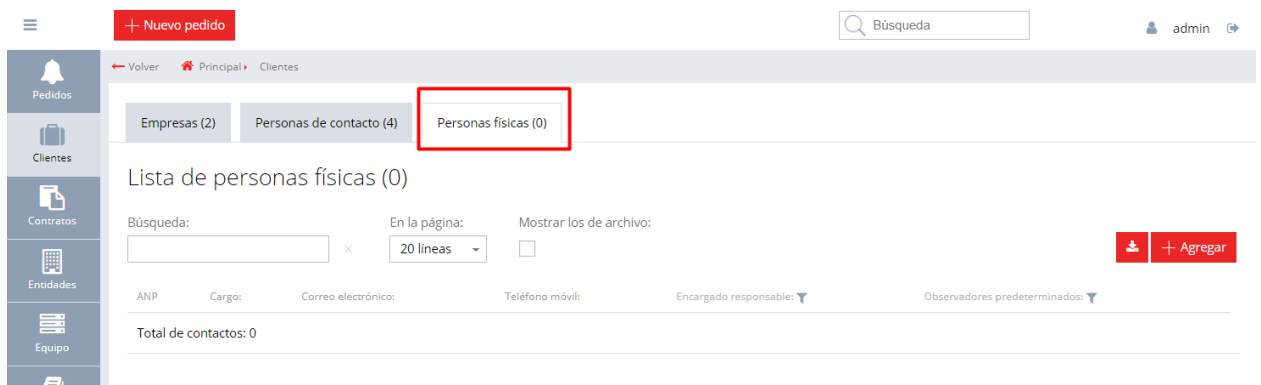 Nuevo pedido
Búsqueda
admin
Volver
Principal
Clientes
Pedidos
Clientes
Contratos
Entidades
Equipo
Empresas (2)
Personas de contacto (4)
Personas físicas (0)
Lista de personas físicas (0)
Búsqueda:
En la página:
Mostrar los de archivo:
20 líneas
Agregar
ANP
Cargo:
Correo electrónico:
Teléfono móvil:
Encargado responsable:
Observadores predeterminados:
Total de contactos: 0